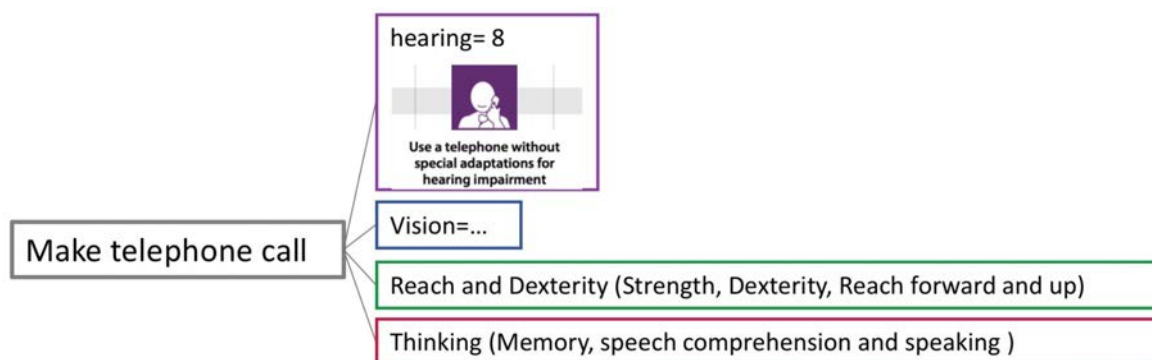 hearing= 8
Use a telephone without
special adaptations for
hearing impairment
Vision=...
Make telephone call
Reach and Dexterity (Strength, Dexterity, Reach forward and up)
Thinking (Memory, speech comprehension and speaking )